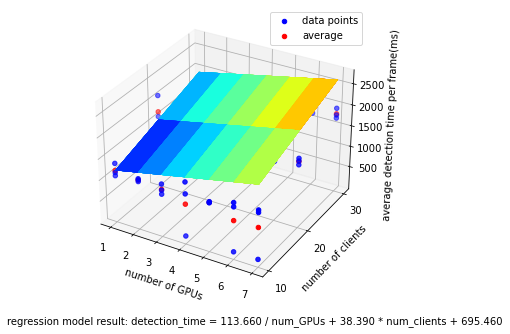 data points
average
average detection time per frame(ms)
2500
2000
1500
1000
500
30
20
10
number of clients
1 2 3 4 5 6 7
number of GPUs
regression model result: detection_time = 113.660 / num_GPUs + 38.390 * num_clients + 695.460